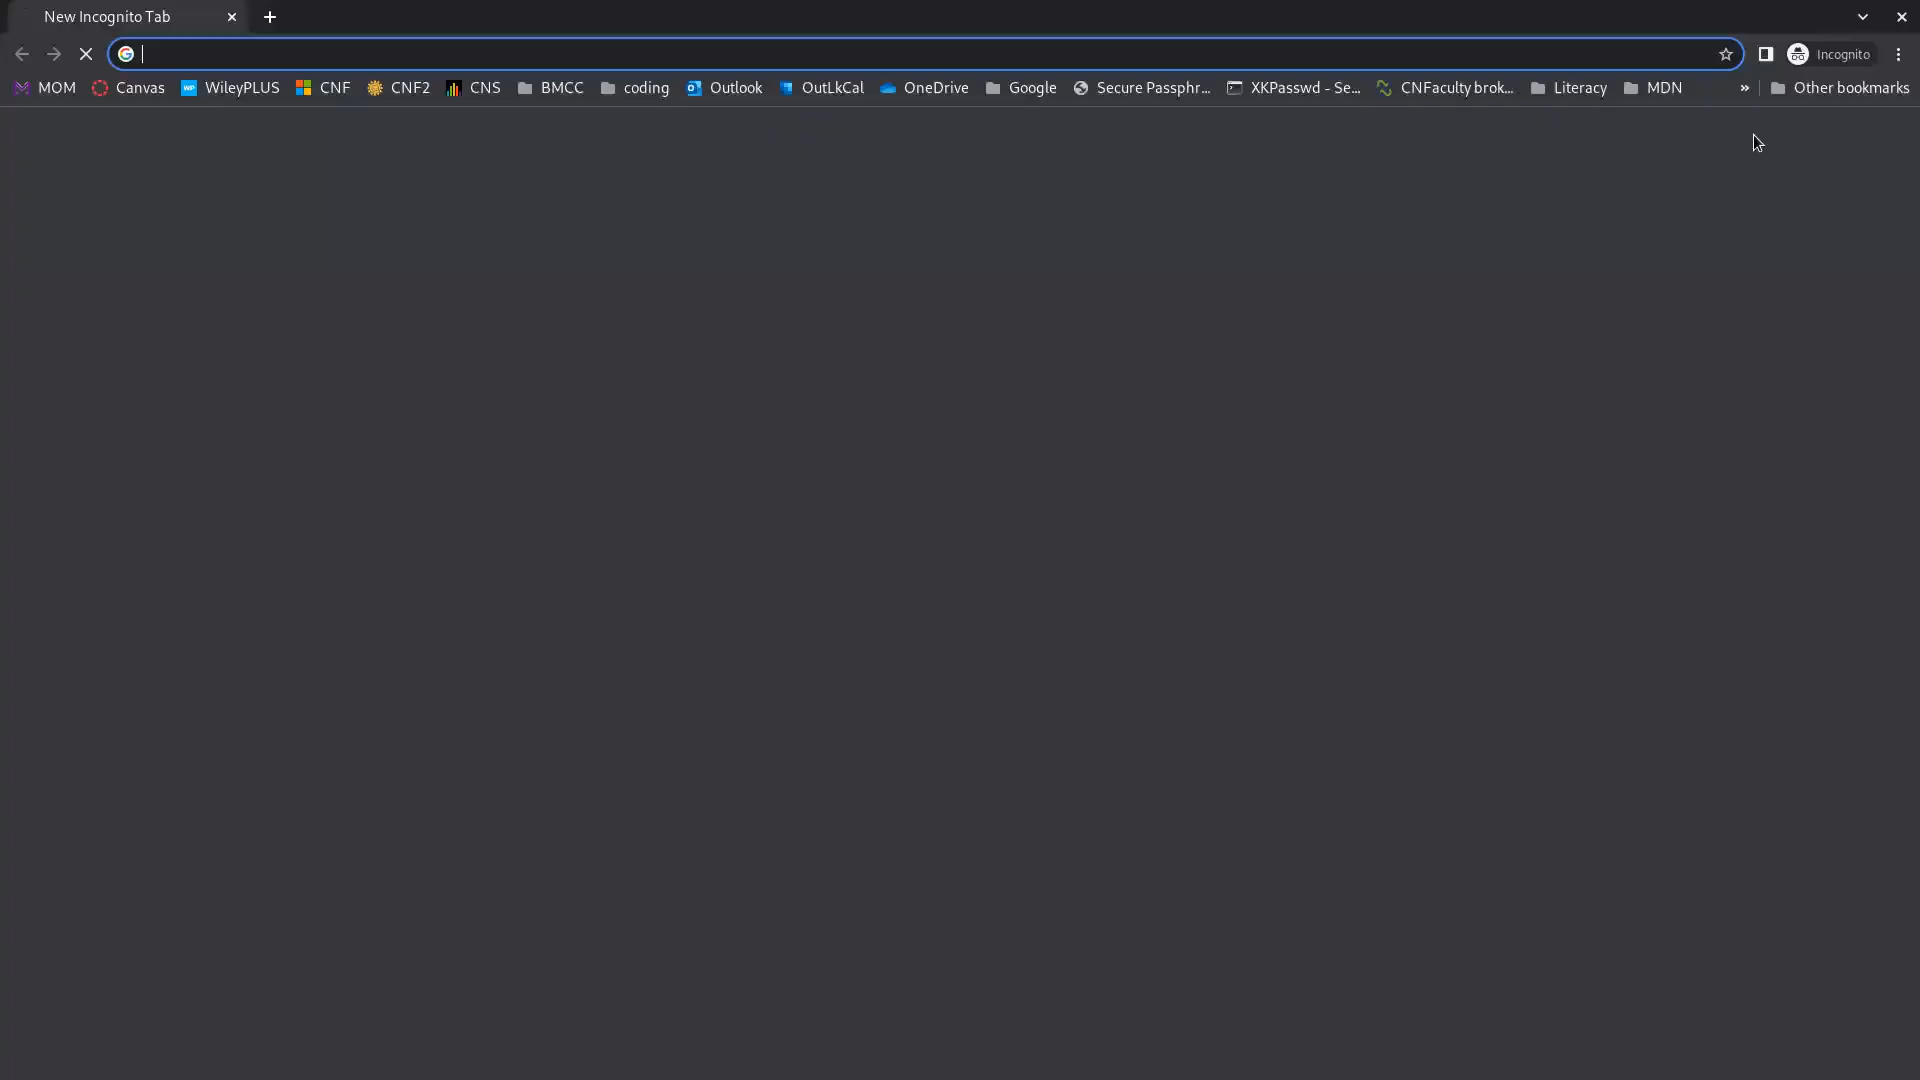 New Incognito Tab
Incognito
MOM Canvas WileyPLUS CNF CNF2 CNS BMCC coding Outlook OutLkCal OneDrive Google Secure Passphr... XKPasswd - Se... CNFaculty brok... Literacy MDN » Other bookmarks